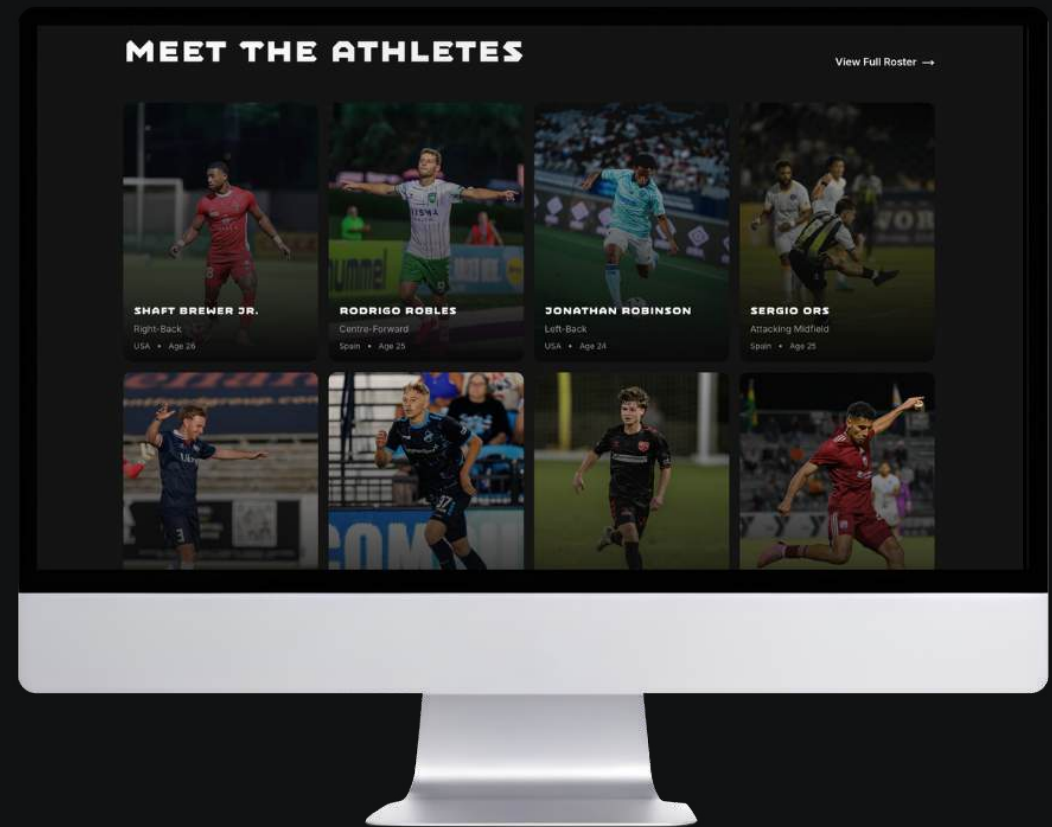 MEET THE ATHLETES
View Full Roster →
SHAFT BREWER JR.
Right-Back
USA • Age 26
RODRIGO ROBLES
Centre-Forward
Spain • Age 25
JONATHAN ROBINSON
Left-Back
USA • Age 24
SERGIO ORS
Attacking Midfield
Spain • Age 25
hummel